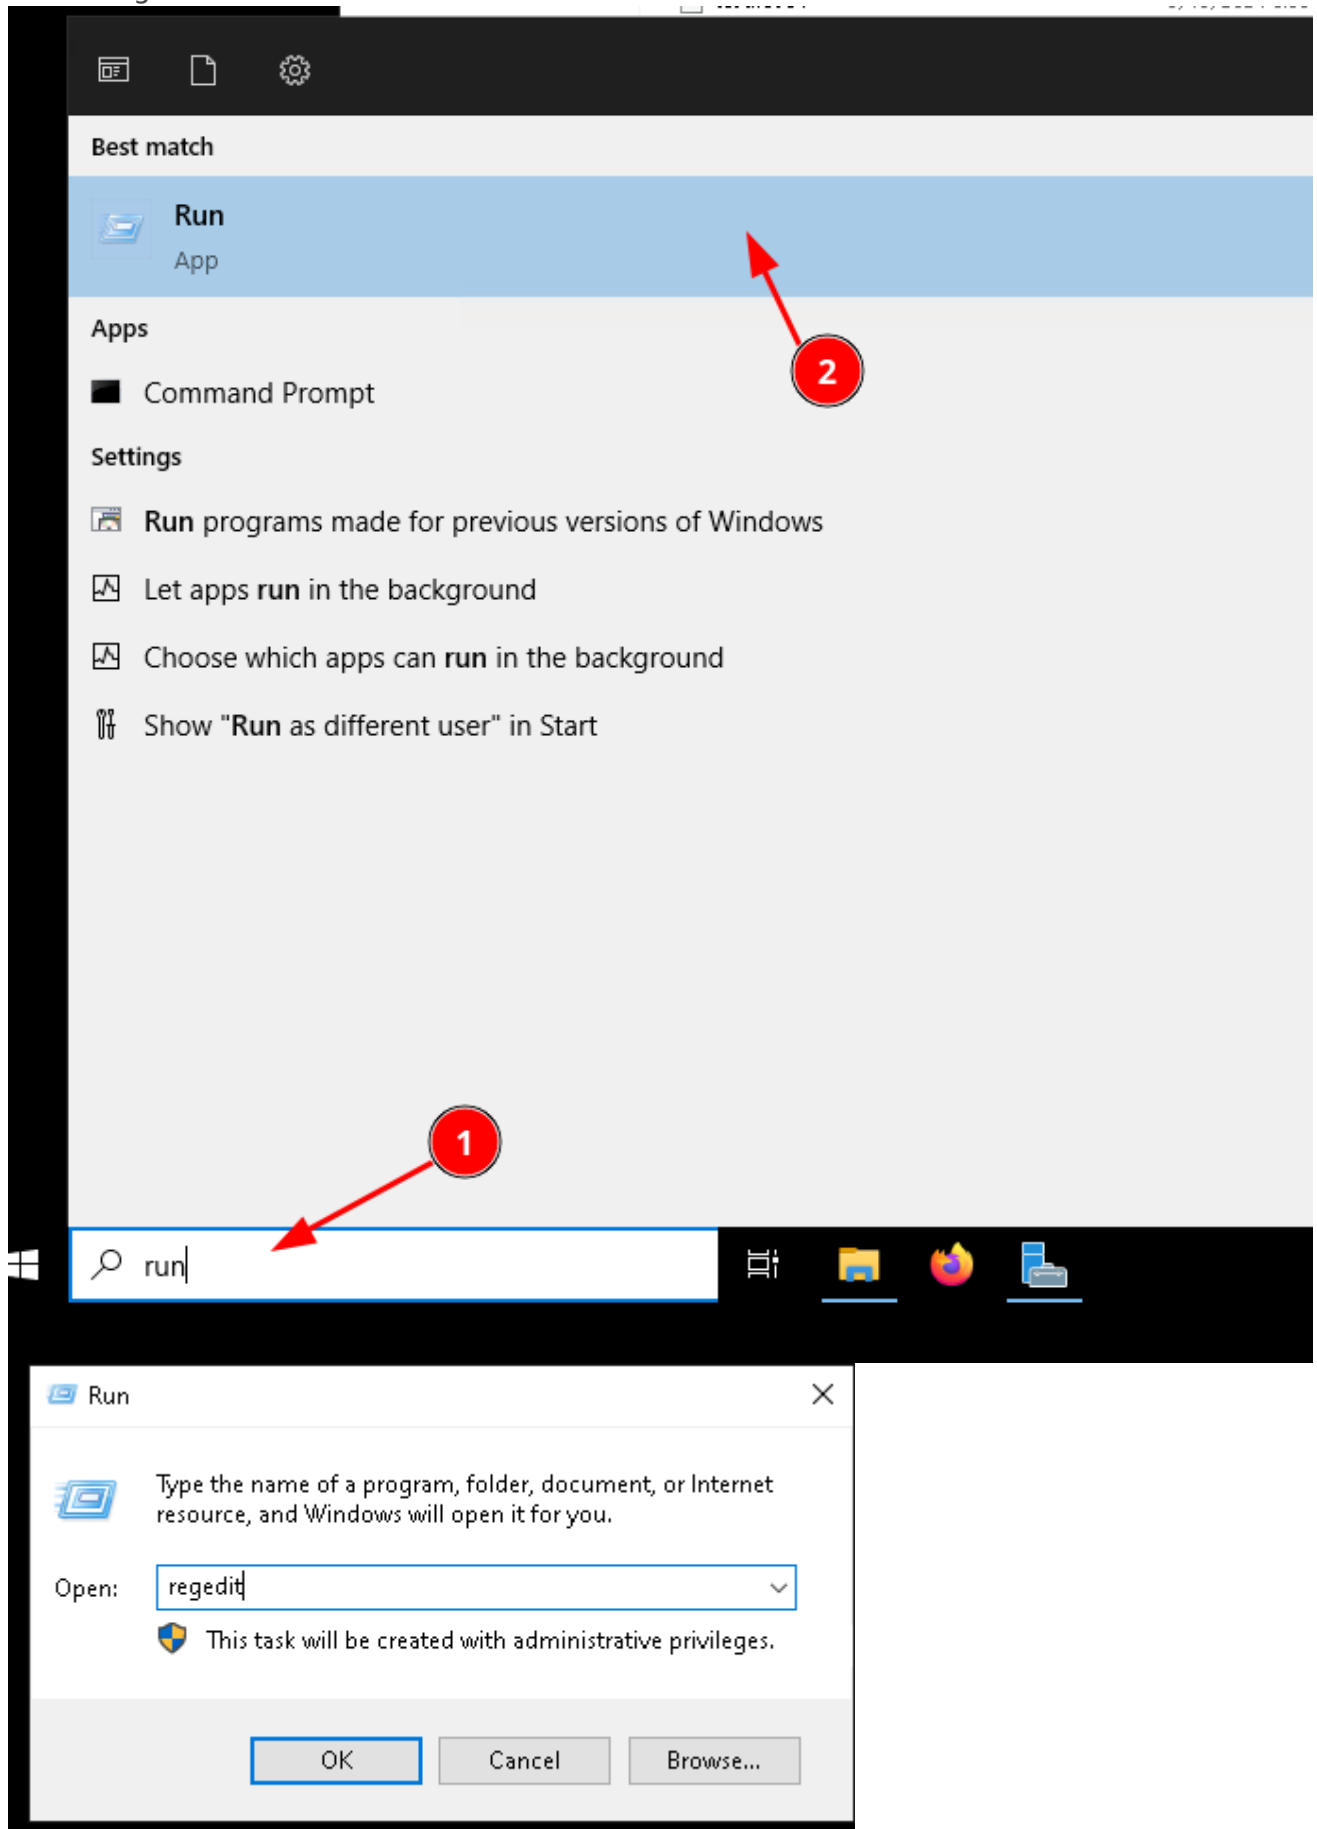 Best match
Run
App
Apps
2
Command Prompt
Settings
Run programs made for previous versions of Windows
Let apps run in the background
Choose which apps can run in the background
Show "Run as different user" in Start
1
run
Run
Type the name of a program, folder, document, or Internet
resource, and Windows will open it for you.
Open: regedit
This task will be created with administrative privileges.
OK Cancel Browse...